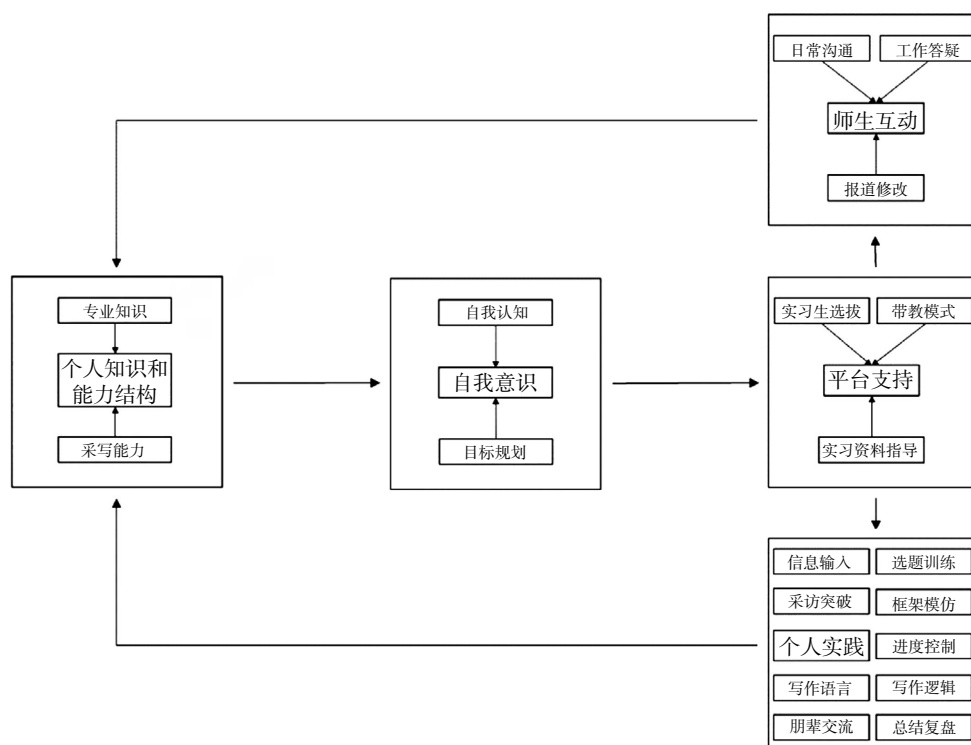 日常沟通
工作答疑
师生互动
报道修改
专业知识
个人知识和
能力结构
采写能力
自我认知
自我意识
目标规划
实习生选拔
带教模式
平台支持
实习资料指导
信息输入
选题训练
采访突破
框架模仿
个人实践
进度控制
写作语言
写作逻辑
朋辈交流
总结复盘